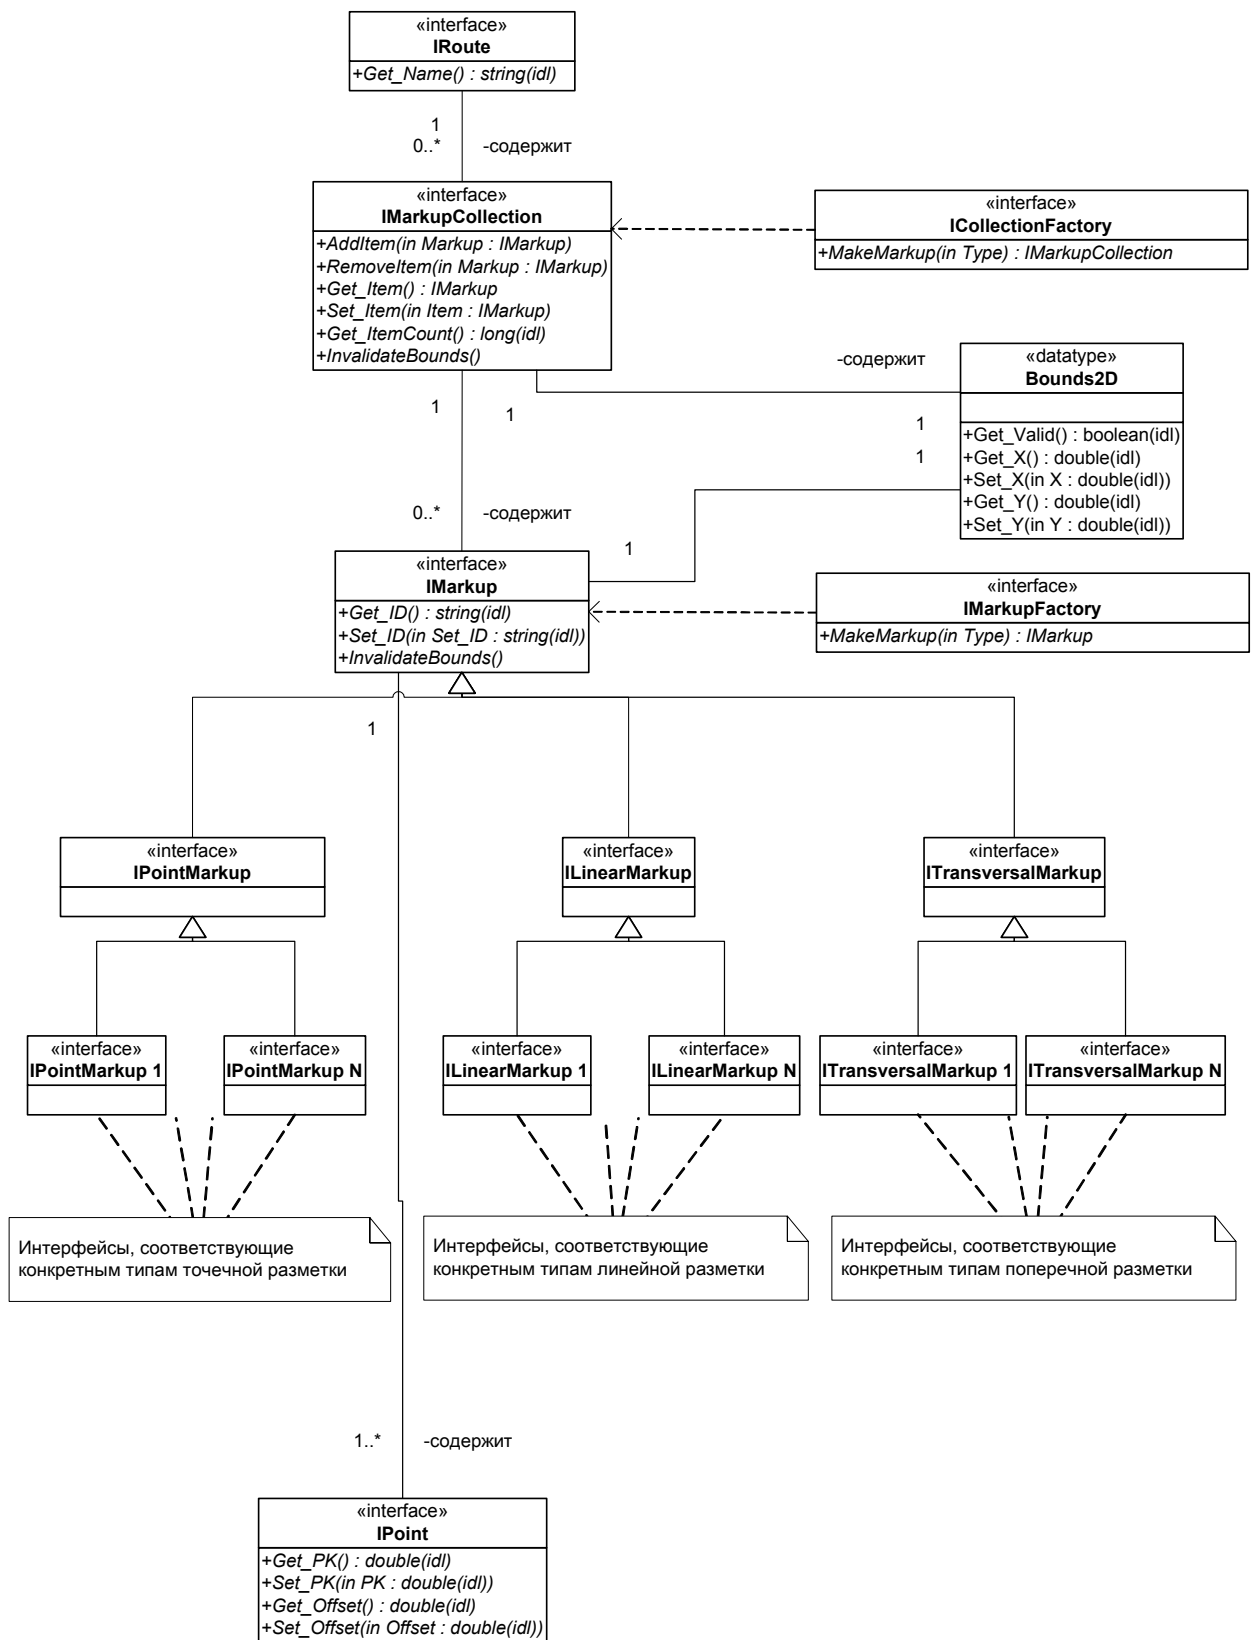 «interface»
IRoute
+Get_Name() : string(idl)
1
0..*
-содержит
«interface»
IMarkupCollection
+AddItem(in Markup : IMarkup)
+RemoveItem(in Markup : IMarkup)
+Get_Item() : IMarkup
+Set_Item(in Item : IMarkup)
+Get_ItemCount() : long(idl)
+InvalidateBounds()
«interface»
ICollectionFactory
+MakeMarkup(in Type) : IMarkupCollection
-содержит
«datatype»
Bounds2D
+Get_Valid() : boolean(idl)
+Get_X() : double(idl)
+Set_X(in X : double(idl))
+Get_Y() : double(idl)
+Set_Y(in Y : double(idl))
1
1
1
1
0..*
-содержит
1
«interface»
IMarkup
+Get_ID() : string(idl)
+Set_ID(in Set_ID : string(idl))
+InvalidateBounds()
«interface»
IMarkupFactory
+MakeMarkup(in Type) : IMarkup
1
«interface»
IPointMarkup
«interface»
ILinearMarkup
«interface»
ITransversalMarkup
«interface»
IPointMarkup 1
«interface»
IPointMarkup N
«interface»
ILinearMarkup 1
«interface»
ILinearMarkup N
«interface»
ITransversalMarkup 1
«interface»
ITransversalMarkup N
Интерфейсы, соответствующие
конкретным типам точечной разметки
Интерфейсы, соответствующие
конкретным типам линейной разметки
Интерфейсы, соответствующие
конкретным типам поперечной разметки
1..*
-содержит
«interface»
IPoint
+Get_PK() : double(idl)
+Set_PK(in PK : double(idl))
+Get_Offset() : double(idl)
+Set_Offset(in Offset : double(idl))